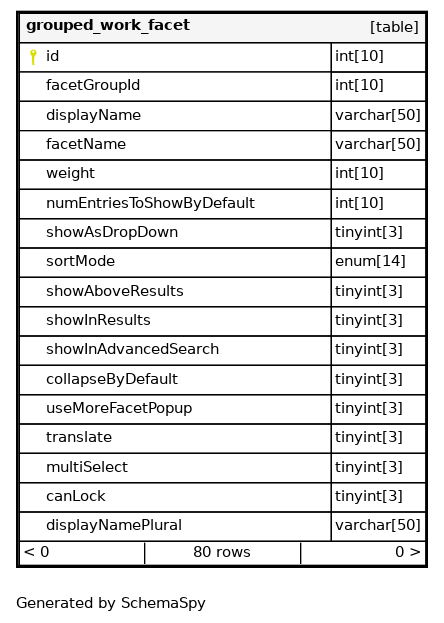 grouped_work_facet [table]
id int[10]
facetGroupId int[10]
displayName varchar[50]
facetName varchar[50]
weight int[10]
numEntriesToShowByDefault int[10]
showAsDropDown tinyint[3]
sortMode enum[14]
showAboveResults tinyint[3]
showInResults tinyint[3]
showInAdvancedSearch tinyint[3]
collapseByDefault tinyint[3]
useMoreFacetPopup tinyint[3]
translate tinyint[3]
multiSelect tinyint[3]
canLock tinyint[3]
displayNamePlural varchar[50]
< 0 80 rows 0 >
Generated by SchemaSpy